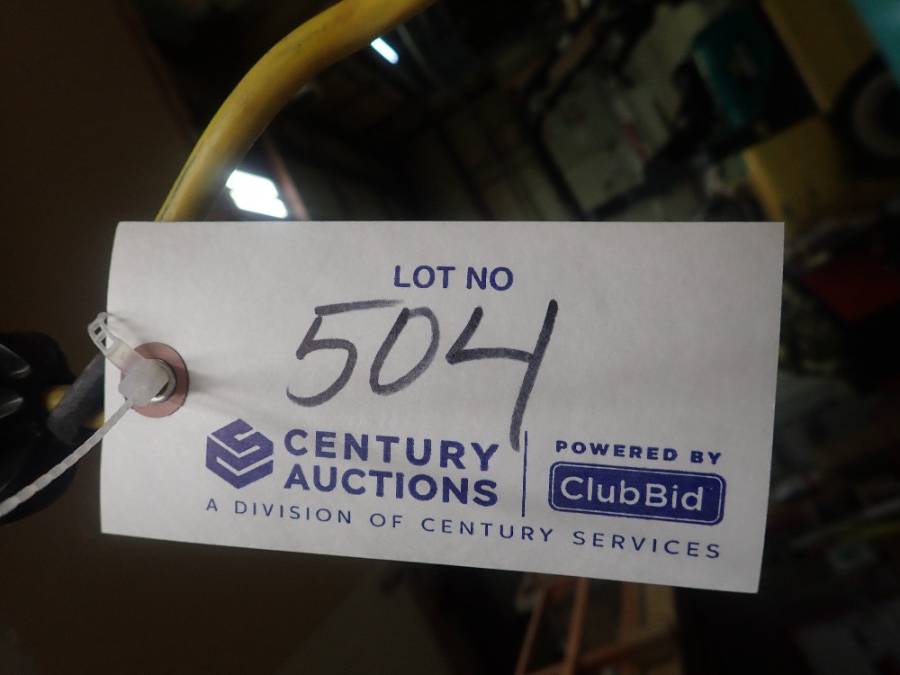 LOT NO
504
CENTURY
AUCTIONS
A DIVISION OF CENTURY SERVICES
POWERED BY
ClubBid